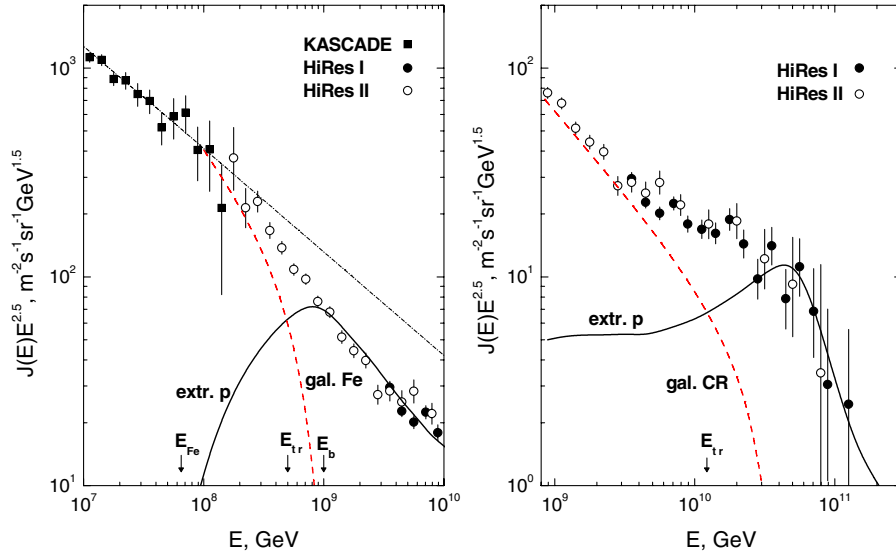 KASCADE
HiRes I
HiRes II
10^3
10^2
10^1
J(E)E^2.5, m^-2s^-1sr^-1GeV^1.5
extr. p
gal. Fe
E_Fe
E_tr
E_b
10^7
10^8
10^9
10^10
E, GeV
HiRes I
HiRes II
10^2
10^1
10^0
J(E)E^2.5, m^-2s^-1sr^-1GeV^1.5
extr. p
gal. CR
E_tr
10^9
10^10
10^11
E, GeV